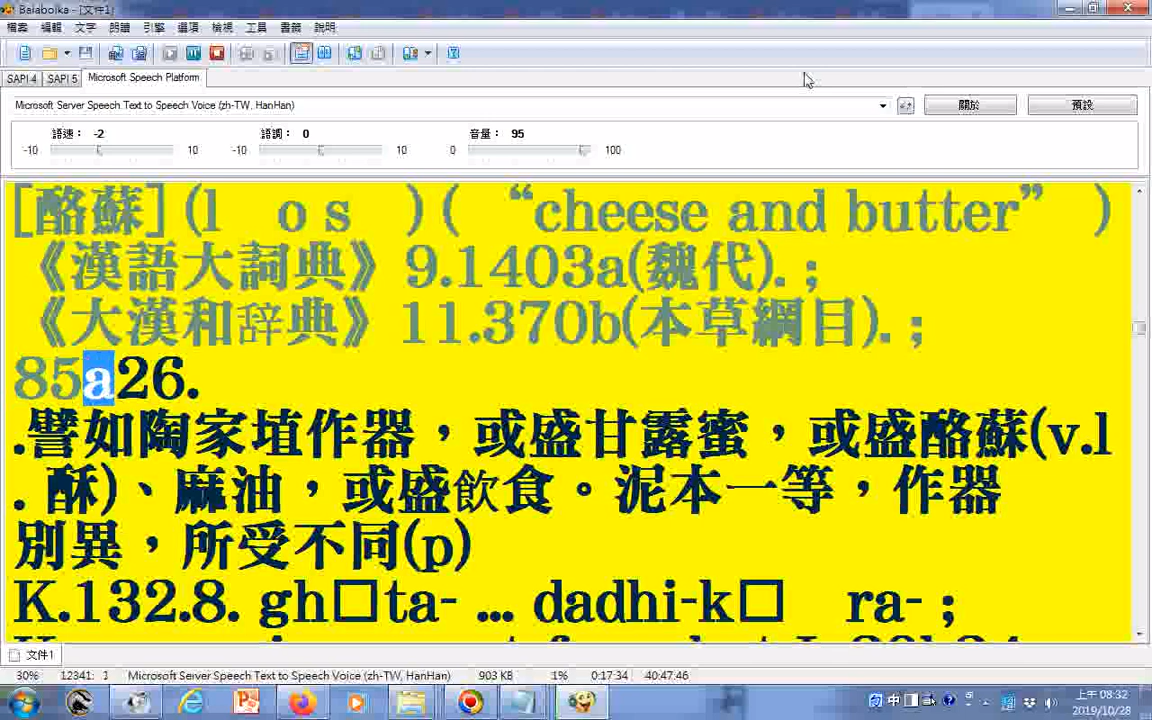 Balabolka - [文件1]
檔案 編輯 文字 朗讀 引擎 選項 檢視 工具 書籤 說明
SAPI 4 SAPI 5 Microsoft Speech Platform
Microsoft Server Speech Text to Speech Voice (zh-TW, HanHan) 關於 預設
語速： -2 語調： 0 音量： 95
-10 10 -10 10 0 100
[酪蘇] (l o s )( “cheese and butter” )
《漢語大詞典》 9.1403a(魏代). ;
《大漢和辞典》 11.370b(本草綱目). ;
85a26.
.譬如陶家埴作器，或盛甘露蜜，或盛酪蘇(v.l
. 酥)、麻油，或盛飲食。泥本一等，作器
別異，所受不同(p)
K.132.8. gh□ta- ... dadhi-k□ ra- ;
文件1
30% 12341: 1 Microsoft Server Speech Text to Speech Voice (zh-TW, HanHan) 903 KB 1% 0:17:34 40:47:46
中 上午 08:32
2019/10/28